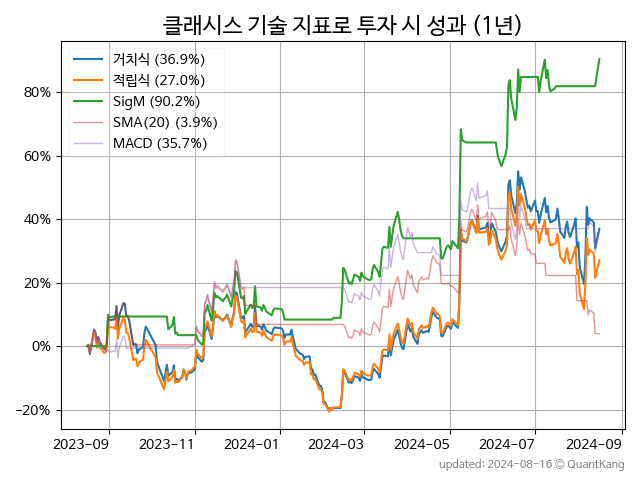 클래시스 기술 지표로 투자 시 성과 (1년)
거치식 (36.9%)
적립식 (27.0%)
SigM (90.2%)
SMA(20) (3.9%)
MACD (35.7%)
80%
60%
40%
20%
0%
−20%
2023−09 2023−11 2024−01 2024−03 2024−05 2024−07 2024−09
updated: 2024−08−16 © QuantKang